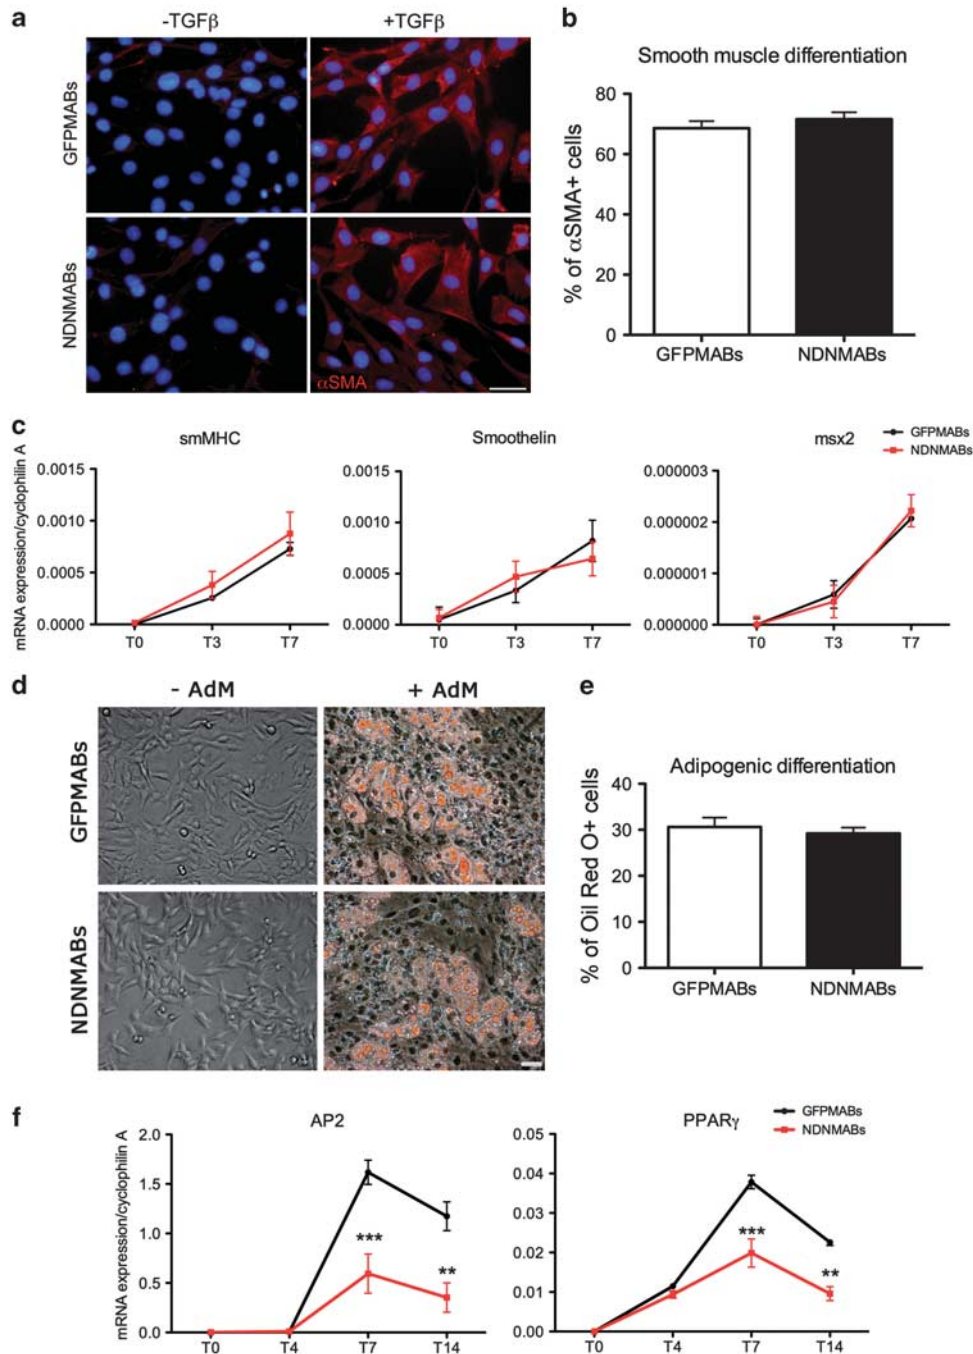 a
-TGFβ
+TGFβ
GFPMABs
NDNMABs
αSMA
b
Smooth muscle differentiation
% of αSMA+ cells
80
60
40
20
0
GFPMABs
NDNMABs
c
mRNA expression/cyclophilin A
smMHC
0.0015
0.0010
0.0005
0.0000
T0 T3 T7
Smoothelin
0.0015
0.0010
0.0005
0.0000
T0 T3 T7
msx2
0.000003
0.000002
0.000001
0.000000
T0 T3 T7
GFPMABs
NDNMABs
d
- AdM
+ AdM
GFPMABs
NDNMABs
e
Adipogenic differentiation
% of Oil Red O+ cells
40
30
20
10
0
GFPMABs
NDNMABs
f
mRNA expression/cyclophilin A
AP2
2.0
1.5
1.0
0.5
0.0
***
**
T0 T4 T7 T14
PPARγ
0.05
0.04
0.03
0.02
0.01
0.00
***
**
T0 T4 T7 T14
GFPMABs
NDNMABs